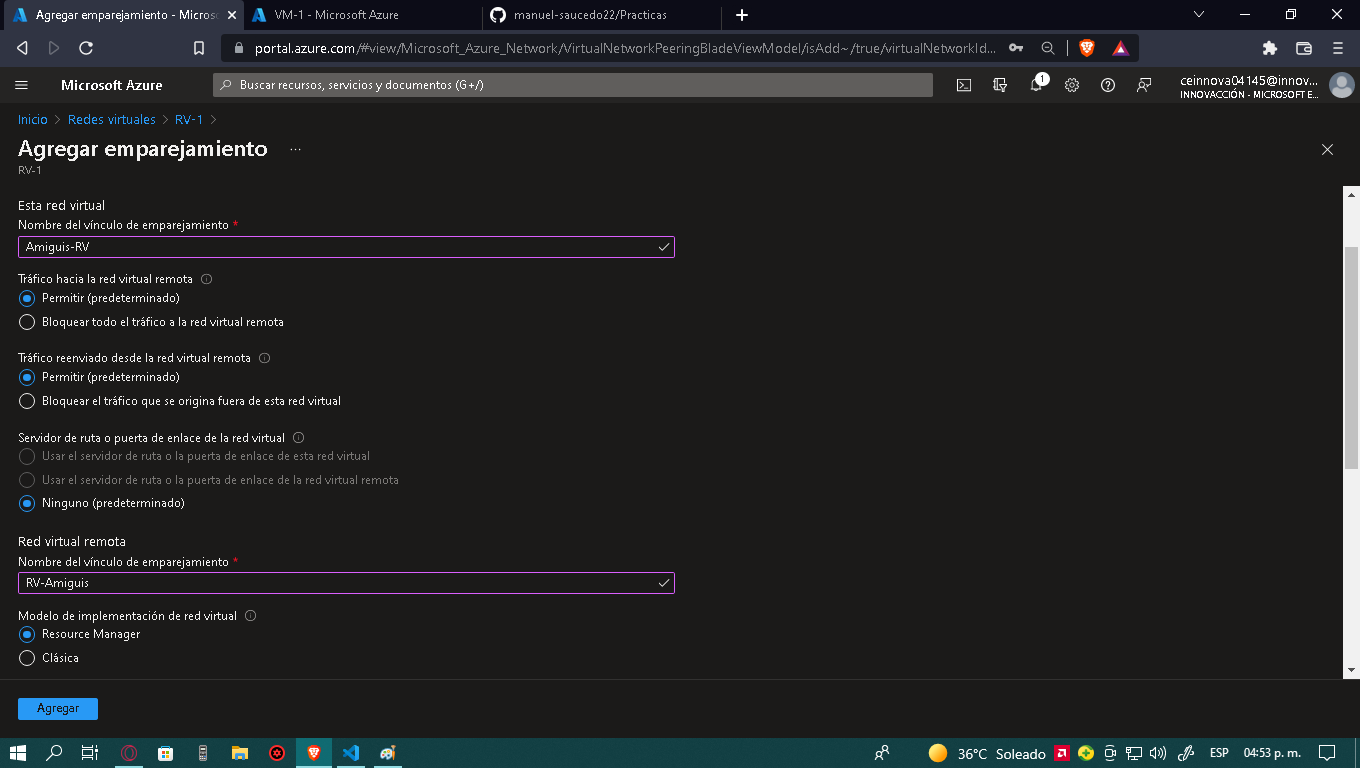 Agregar emparejamiento - Micros
VM-1 - Microsoft Azure
manuel-saucedo22/Practicas
portal.azure.com/#view/Microsoft_Azure_Network/VirtualNetworkPeeringBladeViewModel/isAdd~/true/virtualNetworkId...
Microsoft Azure
Buscar recursos, servicios y documentos (G+/)
1
ceinnova04145@innov...
INNOVACCIÓN - MICROSOFT E...
Inicio > Redes virtuales > RV-1 >
Agregar emparejamiento ...
RV-1
Esta red virtual
Nombre del vínculo de emparejamiento *
Amiguis-RV
Tráfico hacia la red virtual remota
Permitir (predeterminado)
Bloquear todo el tráfico a la red virtual remota
Tráfico reenviado desde la red virtual remota
Permitir (predeterminado)
Bloquear el tráfico que se origina fuera de esta red virtual
Servidor de ruta o puerta de enlace de la red virtual
Usar el servidor de ruta o la puerta de enlace de esta red virtual
Usar el servidor de ruta o la puerta de enlace de la red virtual remota
Ninguno (predeterminado)
Red virtual remota
Nombre del vínculo de emparejamiento *
RV-Amiguis
Modelo de implementación de red virtual
Resource Manager
Clásica
Agregar
36°C Soleado
ESP
04:53 p. m.